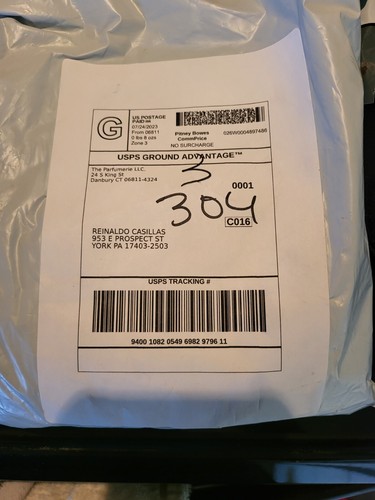 G
US POSTAGE
PAID IMI
07/24/2023
From 06811
0 lbs 8 ozs
Zone 3
Pitney Bowes
CommPrice
NO SURCHARGE
026W0004897488
USPS GROUND ADVANTAGE™
The Parfumerie LLC.
24 S King St
Danbury CT 06811-4324
3
0001
304
C016
REINALDO CASILLAS
953 E PROSPECT ST
YORK PA 17403-2503
USPS TRACKING #
9400 1082 0549 6982 9796 11